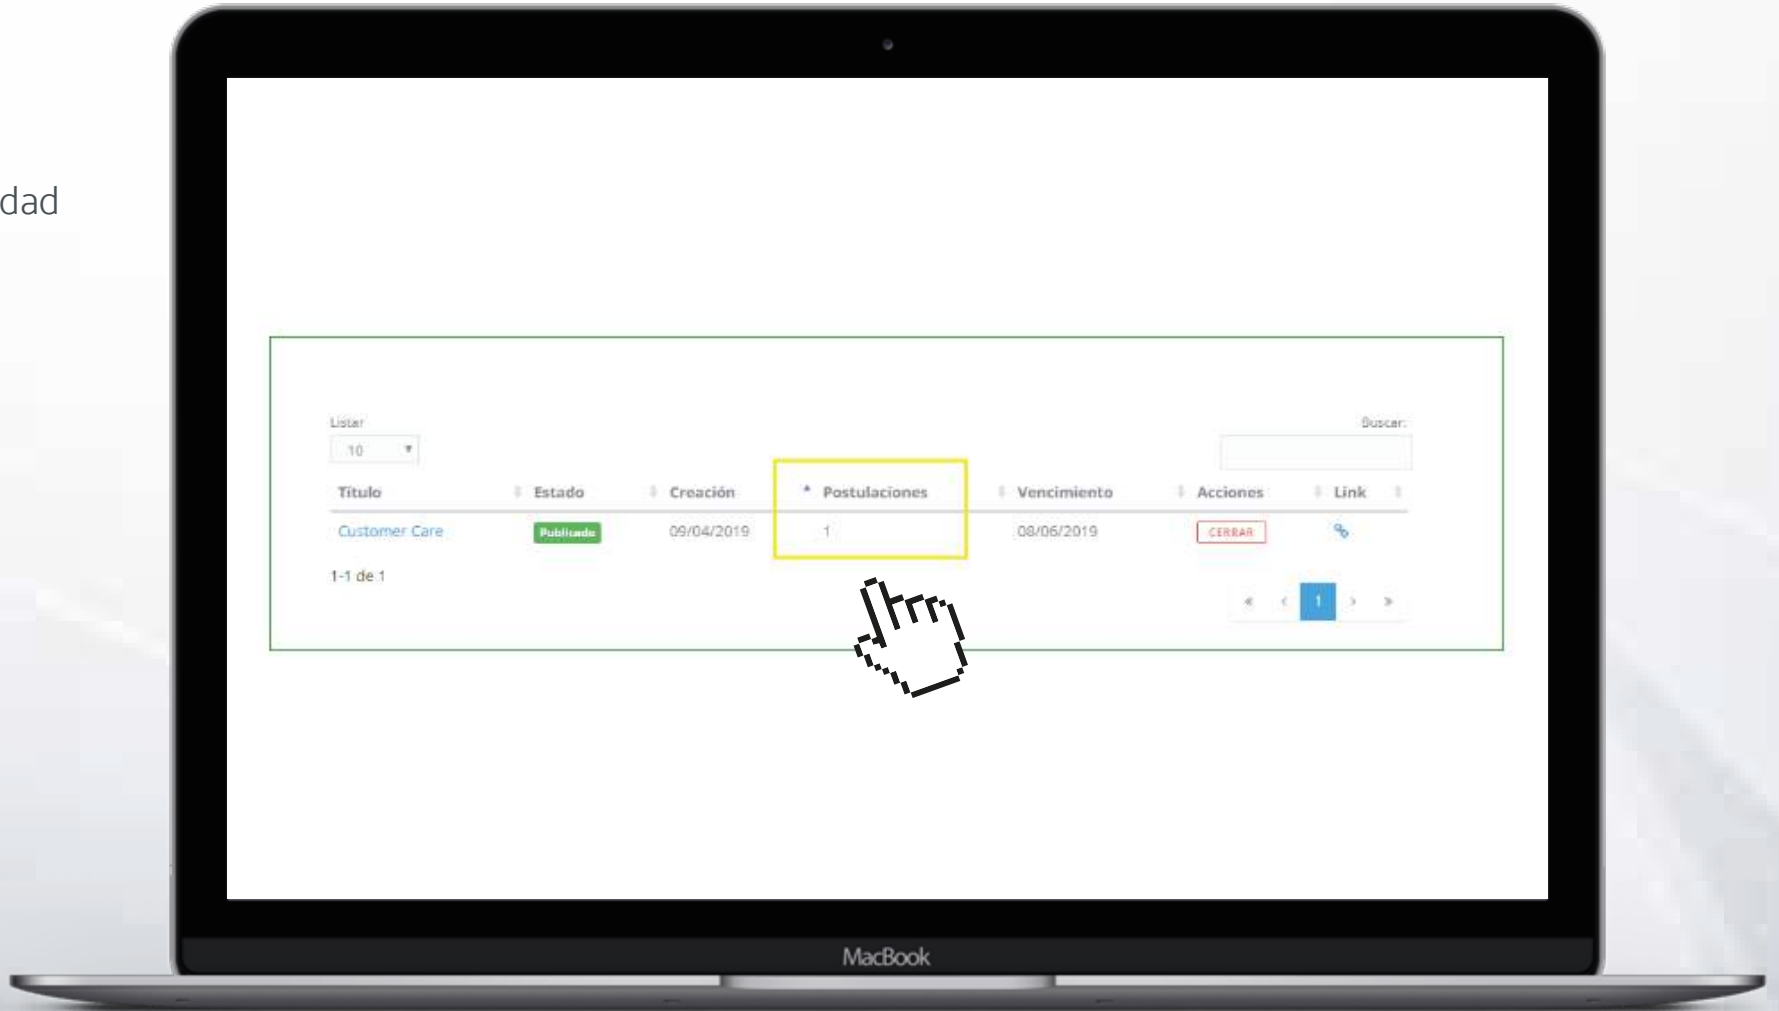 dad
Listar
Buscar:
10
Título Estado Creación Postulaciones Vencimiento Acciones Link
Customer Care Publicado 09/04/2019 1 08/06/2019 CERRAR
1-1 de 1
« ‹ 1 › »
MacBook